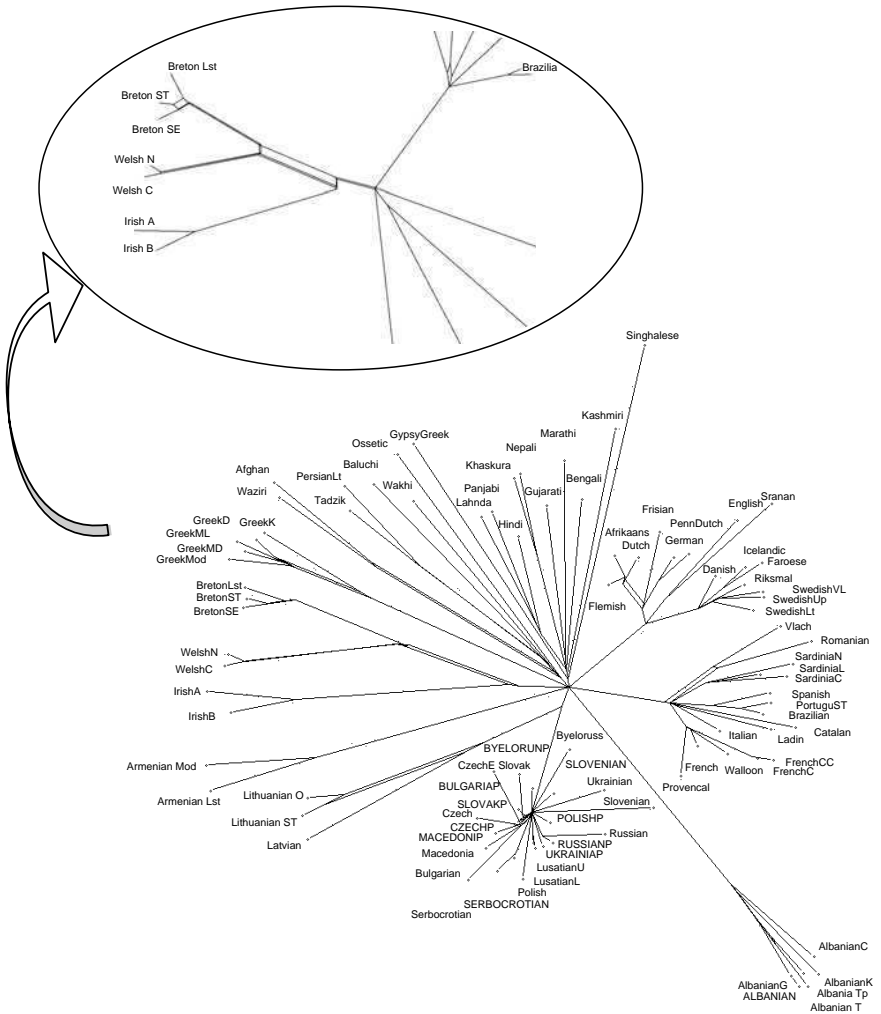 Breton Lst
Brazilia
Breton ST
Breton SE
Welsh N
Welsh C
Irish A
Irish B
Singhalese
Kashmiri
Marathi
GypsyGreek
Ossetic
Nepali
Baluchi
Khaskura
Afghan
PersianLt
Wakhi
Panjabi
Gujarati
Bengali
Waziri
Tadzik
Lahnda
Hindi
English
Sranan
Frisian
PennDutch
GreekD
GreekK
GreekML
GreekMD
GreekMod
Afrikaans
Dutch
German
Icelandic
Faroese
Danish
Riksmal
BretonLst
BretonST
BretonSE
Flemish
SwedishVL
SwedishUp
SwedishLt
Vlach
Romanian
WelshN
WelshC
SardiniaN
SardiniaL
SardiniaC
IrishA
IrishB
Spanish
PortuguST
Brazilian
Catalan
Ladin
Italian
Byeloruss
BYELORUNP
SLOVENIAN
CzechE
Slovak
French
Walloon
FrenchCC
FrenchC
Provencal
Armenian Mod
Armenian Lst
BULGARIAP
Ukrainian
Lithuanian O
SLOVAKP
Slovenian
Czech
POLISHP
Lithuanian ST
CZECHP
MACEDONIP
Russian
RUSSIANP
Latvian
Macedonia
UKRAINIAP
LusatianU
Bulgarian
LusatianL
Polish
SERBOCROTIAN
Serbocrotian
AlbanianC
AlbanianK
AlbanianG
ALBANIAN
Albania Tp
Albanian T